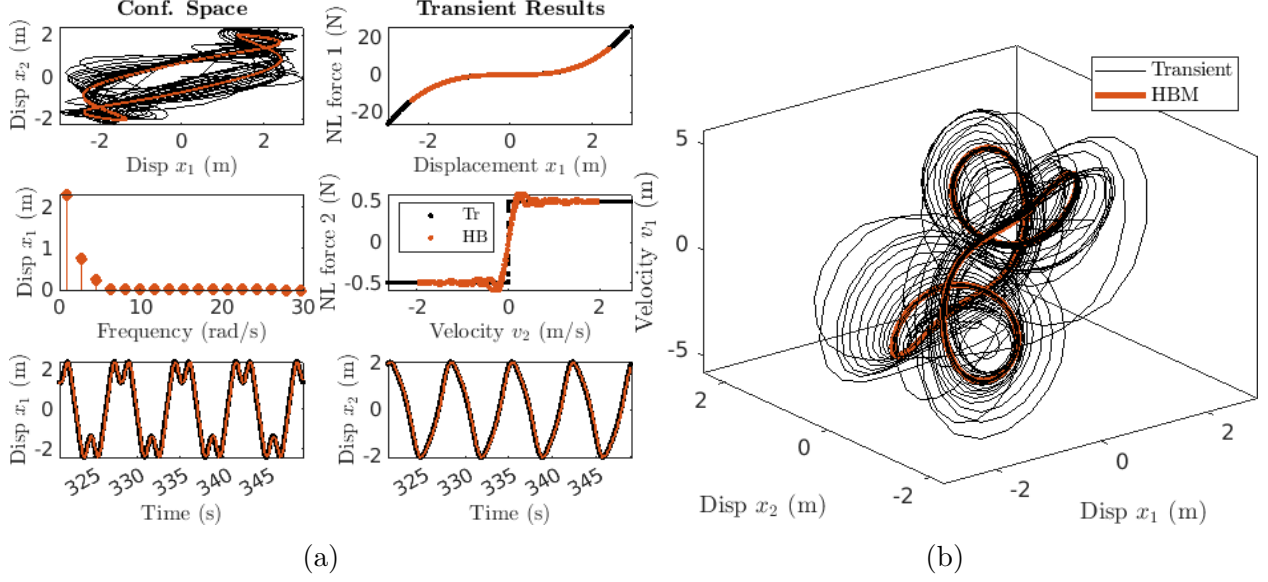 Conf. Space
Disp x₂ (m)
2
0
-2
-2
0
2
Disp x₁ (m)
Transient Results
NL force 1 (N)
20
0
-20
-2
0
2
Displacement x₁ (m)
Disp x₁ (m)
2
1
0
0
10
20
30
Frequency (rad/s)
NL force 2 (N)
0.5
0
-0.5
Tr
HB
-2
0
2
Velocity v₂ (m/s)
Disp x₁ (m)
2
0
-2
325
330
335
340
345
Time (s)
Disp x₂ (m)
2
0
-2
325
330
335
340
345
Time (s)
(a)
Transient
HBM
Velocity v₁ (m)
5
0
-5
2
0
-2
Disp x₂ (m)
-2
0
2
Disp x₁ (m)
(b)